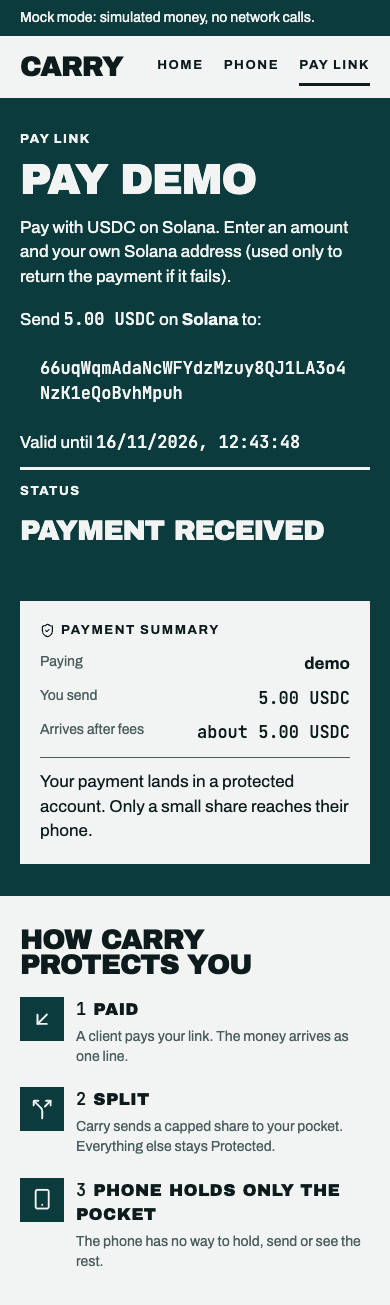 Mock mode: simulated money, no network calls.
CARRY
HOME PHONE PAY LINK
PAY LINK
PAY DEMO
Pay with USDC on Solana. Enter an amount
and your own Solana address (used only to
return the payment if it fails).
Send 5.00 USDC on Solana to:
66uqWqmAdaNcWFYdzMzuy8QJ1LA3o4
NzK1eQoBvhMpuh
Valid until 16/11/2026, 12:43:48
STATUS
PAYMENT RECEIVED
PAYMENT SUMMARY
Paying demo
You send 5.00 USDC
Arrives after fees about 5.00 USDC
Your payment lands in a protected
account. Only a small share reaches their
phone.
HOW CARRY
PROTECTS YOU
1 PAID
A client pays your link. The money arrives as
one line.
2 SPLIT
Carry sends a capped share to your pocket.
Everything else stays Protected.
3 PHONE HOLDS ONLY THE
POCKET
The phone has no way to hold, send or see the
rest.